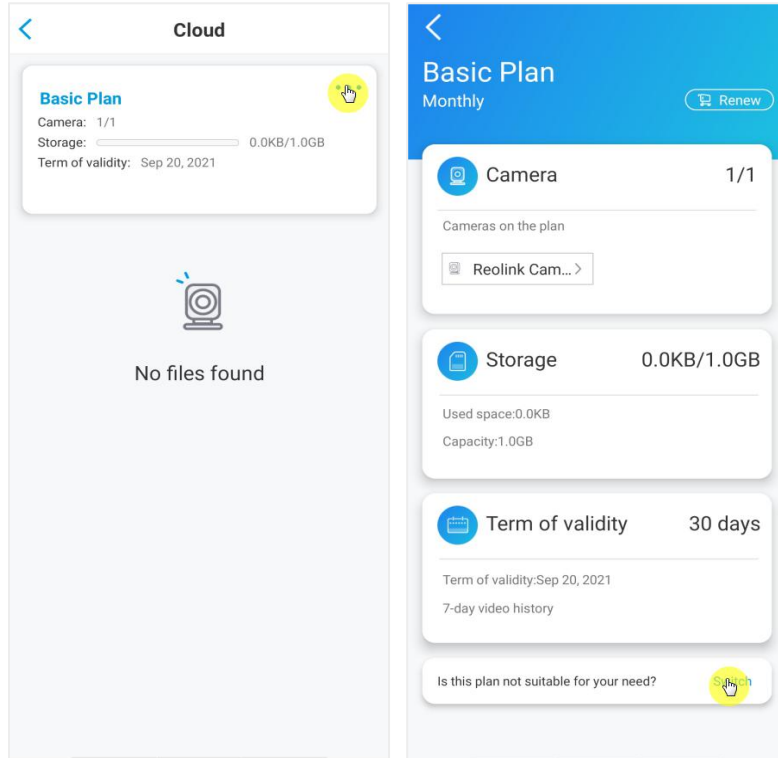 Cloud
Basic Plan
Camera: 1/1
Storage: 0.0KB/1.0GB
Term of validity: Sep 20, 2021
No files found
Basic Plan
Monthly
Renew
Camera 1/1
Cameras on the plan
Reolink Cam...
Storage 0.0KB/1.0GB
Used space:0.0KB
Capacity:1.0GB
Term of validity 30 days
Term of validity:Sep 20, 2021
7-day video history
Is this plan not suitable for your need? Switch